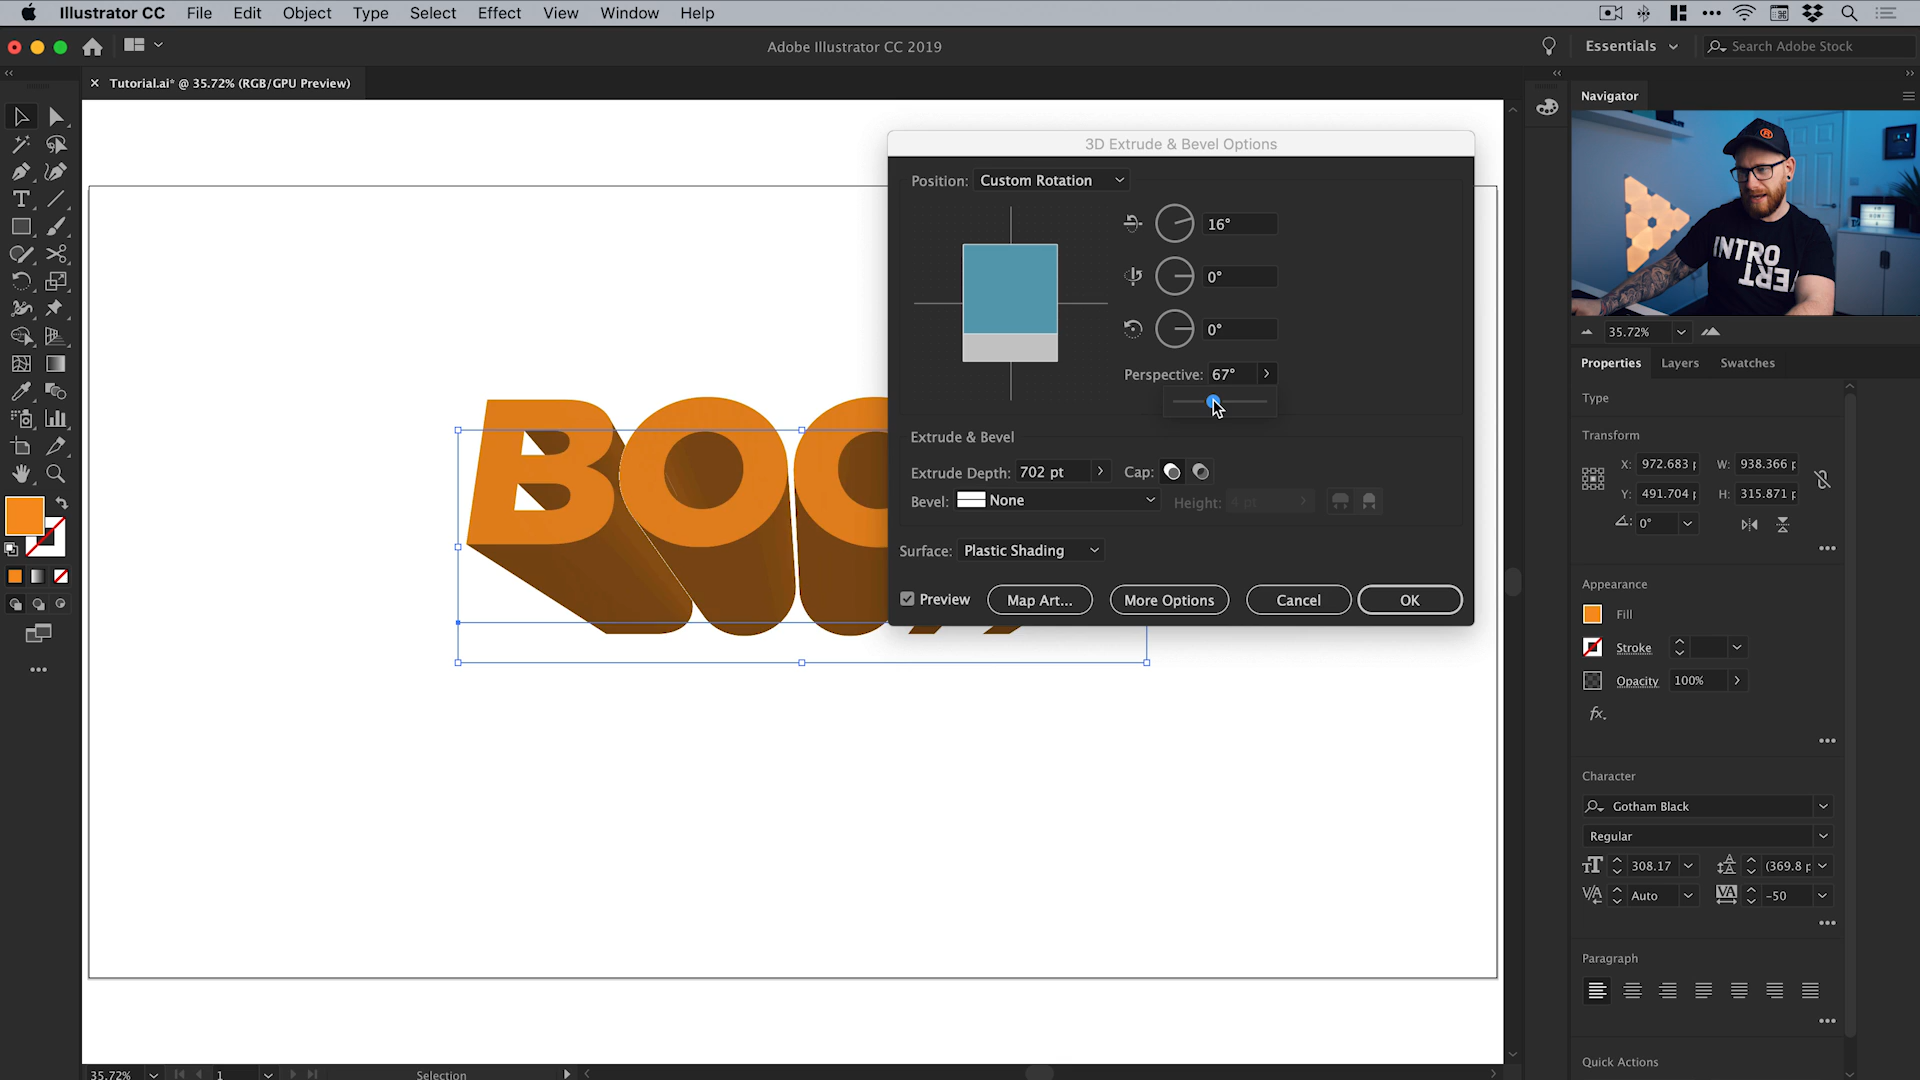 Illustrator CC File Edit Object Type Select Effect View Window Help
Adobe Illustrator CC 2019
Essentials
Search Adobe Stock
× Tutorial.ai* @ 35.72% (RGB/GPU Preview)
Navigator
INTRO
VERT
35.72%
3D Extrude & Bevel Options
Position: Custom Rotation
16°
0°
0°
Perspective: 67°
Extrude & Bevel
Extrude Depth: 702 pt
Cap:
Bevel: None
Height: 4 pt
Surface: Plastic Shading
Preview
Map Art...
More Options
Cancel
OK
BOO
Properties Layers Swatches
Type
Transform
X: 972.683 W: 938.366
Y: 491.704 H: 315.871
0°
Appearance
Fill
Stroke
Opacity 100%
fx.
Character
Gotham Black
Regular
308.17 (369.8
Auto -50
Paragraph
Quick Actions
35.72% 1 Selection